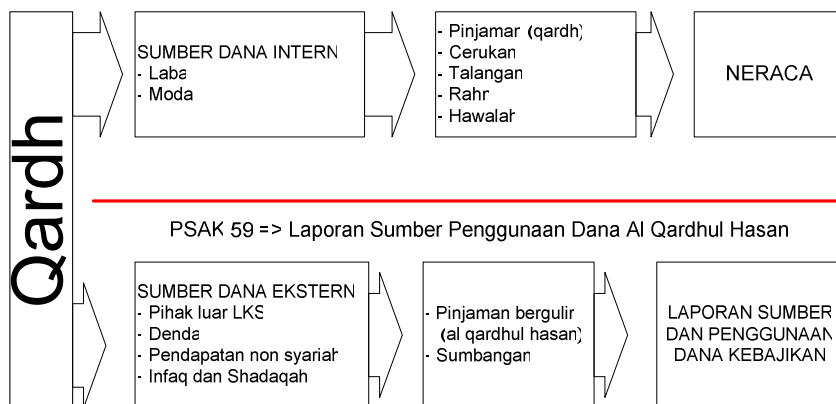 Qardh
SUMBER DANA INTERN
- Laba
- Moda
- Pinjamar (qardh)
- Cerukan
- Talangan
- Rahr
- Hawalah
NERACA
PSAK 59 => Laporan Sumber Penggunaan Dana Al Qardhul Hasan
SUMBER DANA EKSTERN
- Pihak luar LKS
- Denda
- Pendapatan non syariah
- Infaq dan Shadaqah
- Pinjaman bergulir
(al qardhul hasan)
- Sumbangan
LAPORAN SUMBER
DAN PENGGUNAAN
DANA KEBAJIKAN